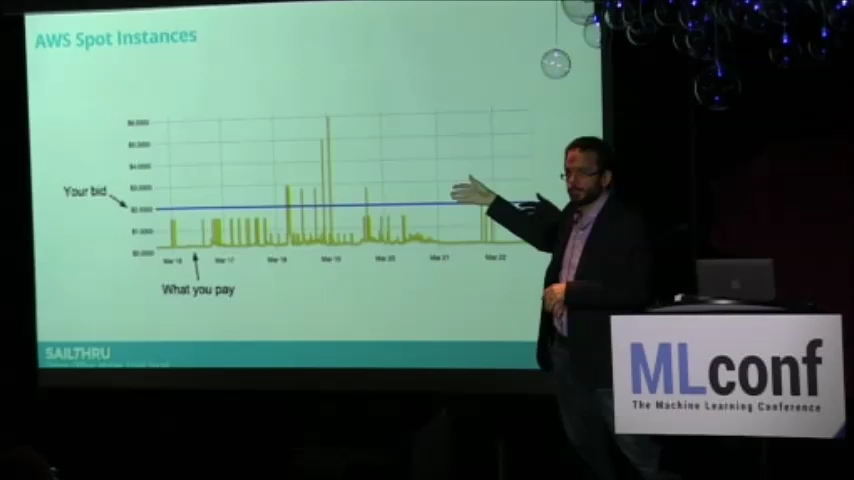 AWS Spot Instances
$6.0000
$5.0000
$4.0000
$3.0000
$2.0000
$1.0000
$0.0000
Your bid
Mar 16
Mar 17
Mar 18
Mar 19
Mar 20
Mar 21
Mar 22
What you pay
SAILTHRU
MLconf
The Machine Learning Conference